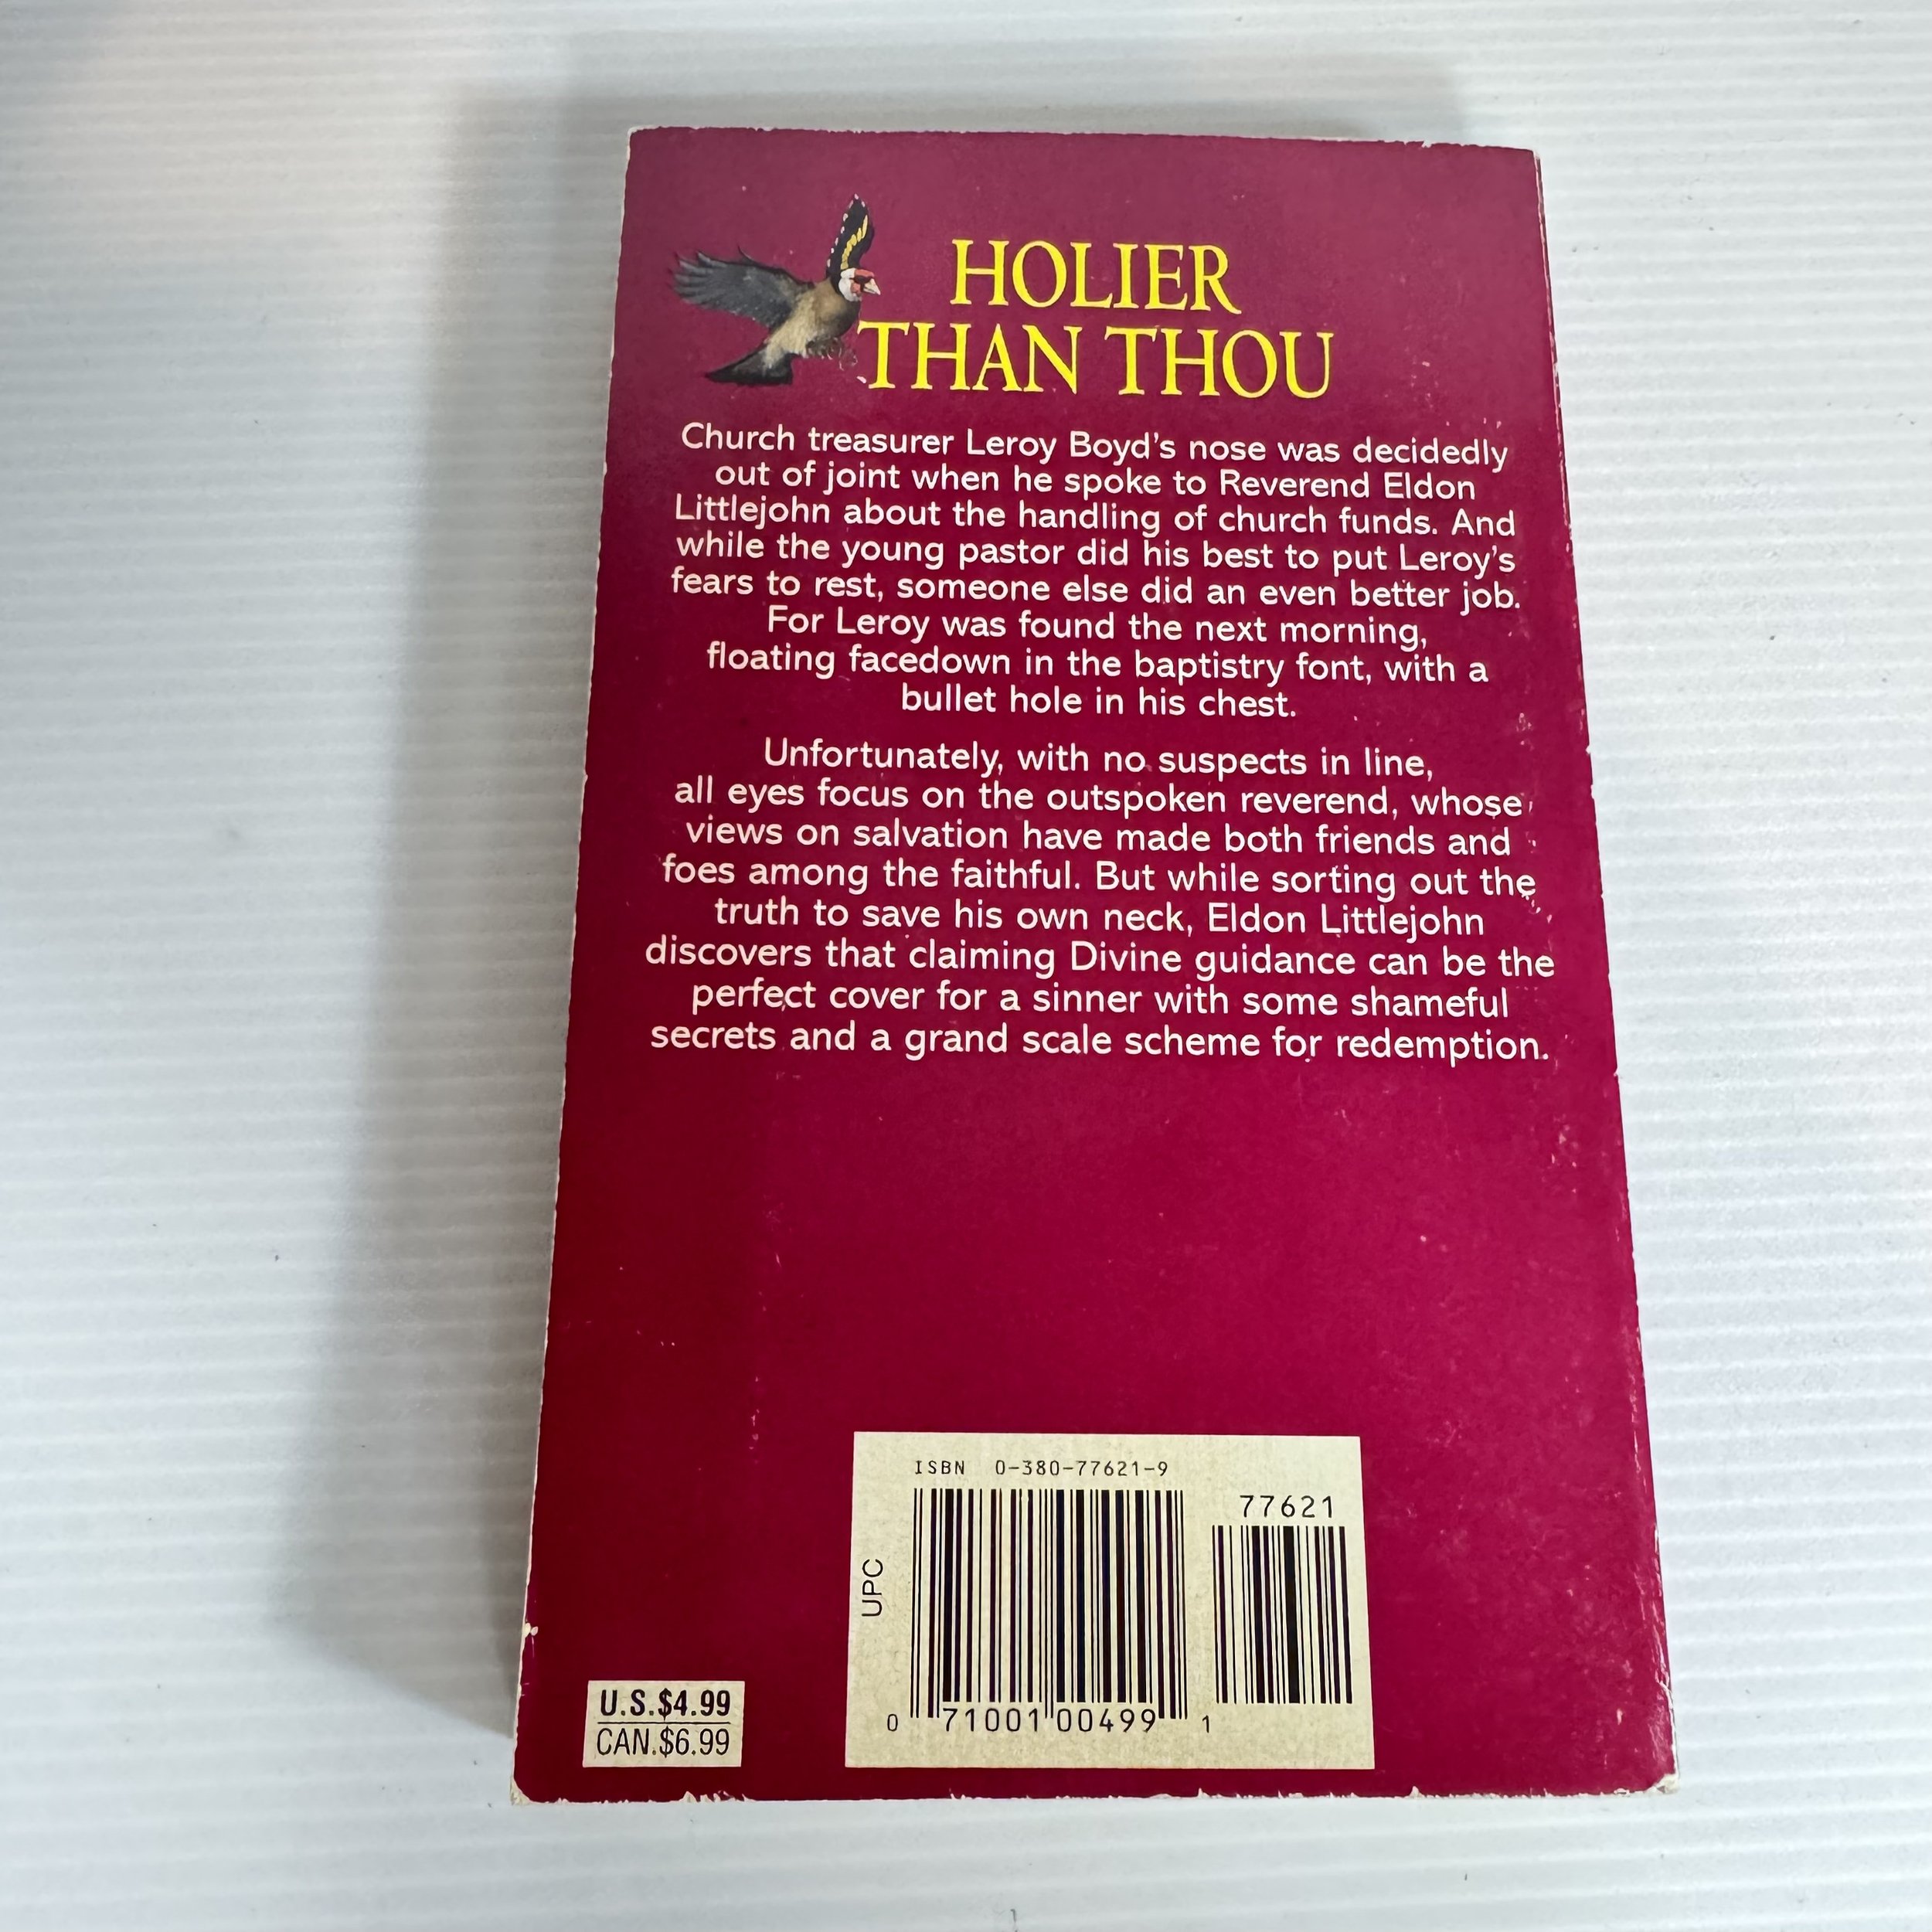 HOLIER
THAN THOU
Church treasurer Leroy Boyd's nose was decidedly
out of joint when he spoke to Reverend Eldon
Littlejohn about the handling of church funds. And
while the young pastor did his best to put Leroy's
fears to rest, someone else did an even better job.
For Leroy was found the next morning,
floating facedown in the baptistry font, with a
bullet hole in his chest.
Unfortunately, with no suspects in line,
all eyes focus on the outspoken reverend, whose
views on salvation have made both friends and
foes among the faithful. But while sorting out the
truth to save his own neck, Eldon Littlejohn
discovers that claiming Divine guidance can be the
perfect cover for a sinner with some shameful
secrets and a grand scale scheme for redemption.
ISBN 0-380-77621-9
77621
UPC
0 71001 00499 1
U.S.$4.99
CAN.$6.99